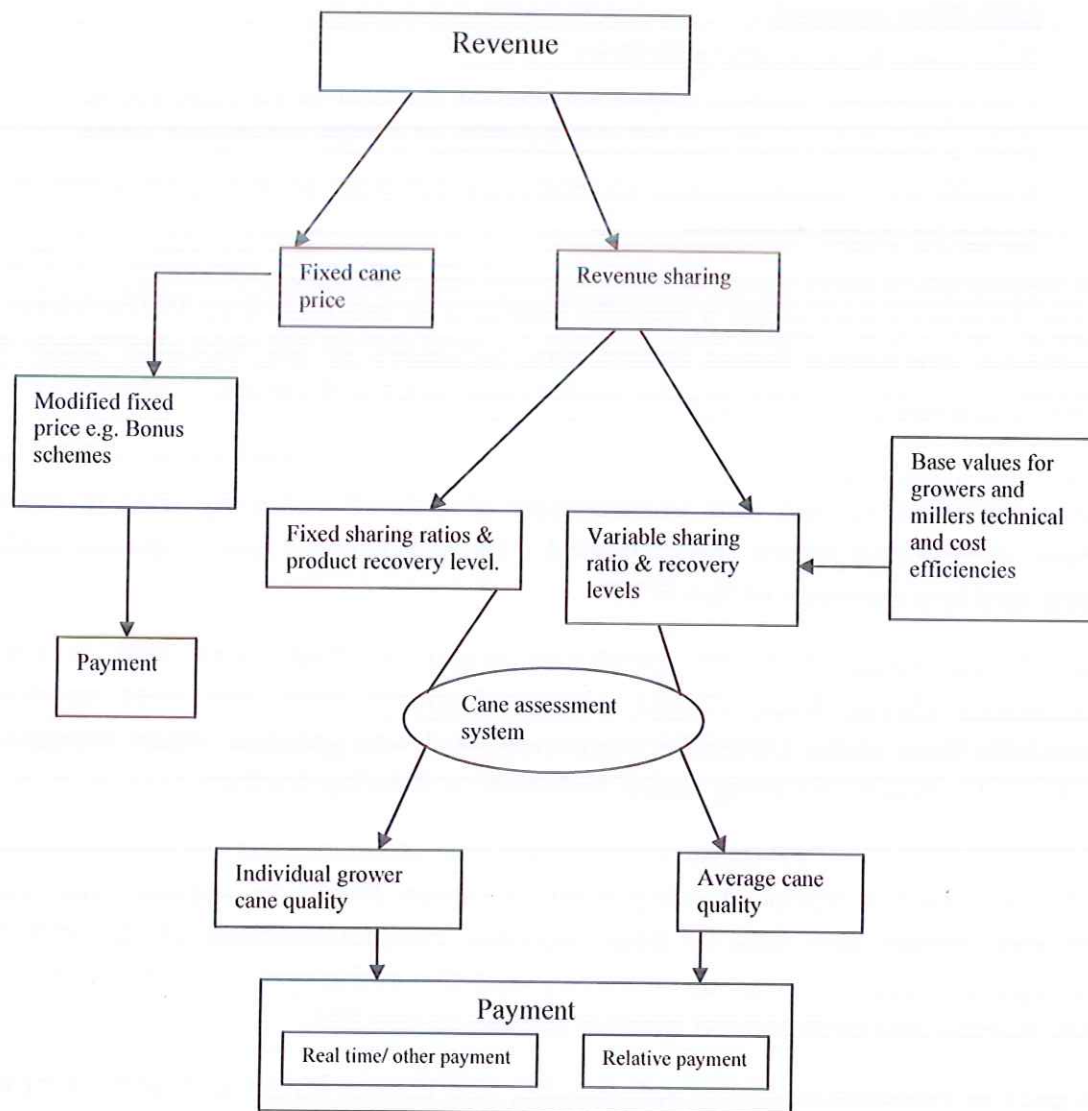 Revenue
Fixed cane
price
Revenue sharing
Modified fixed
price e.g. Bonus
schemes
Base values for
growers and
millers technical
and cost
efficiencies
Fixed sharing ratios &
product recovery level.
Variable sharing
ratio & recovery
levels
Payment
Cane assessment
system
Individual grower
cane quality
Average cane
quality
Payment
Real time/ other payment
Relative payment